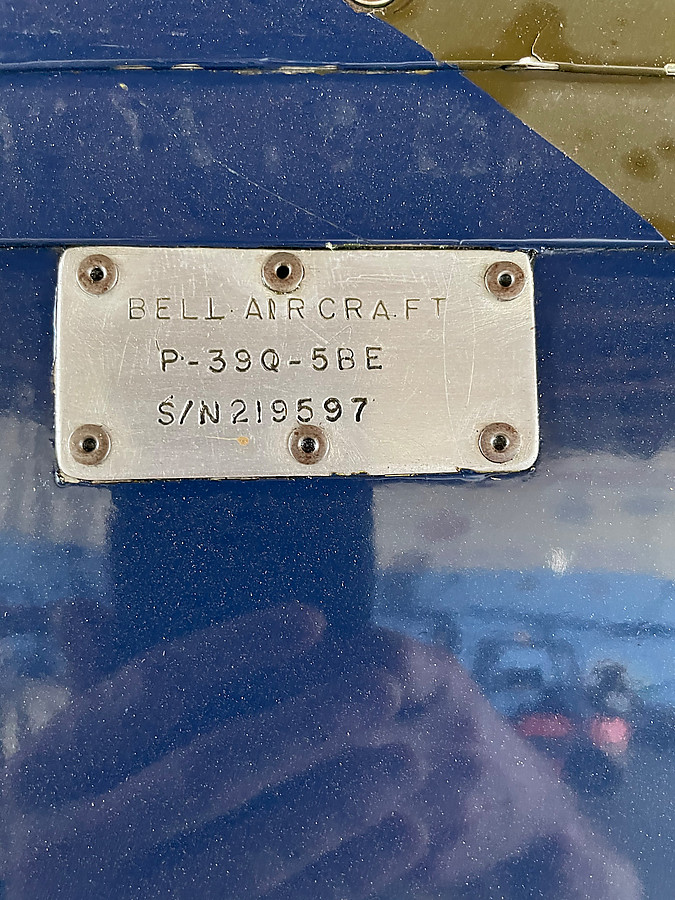 BELL AIRCRAFT
P-39Q-5BE
S/N 219597